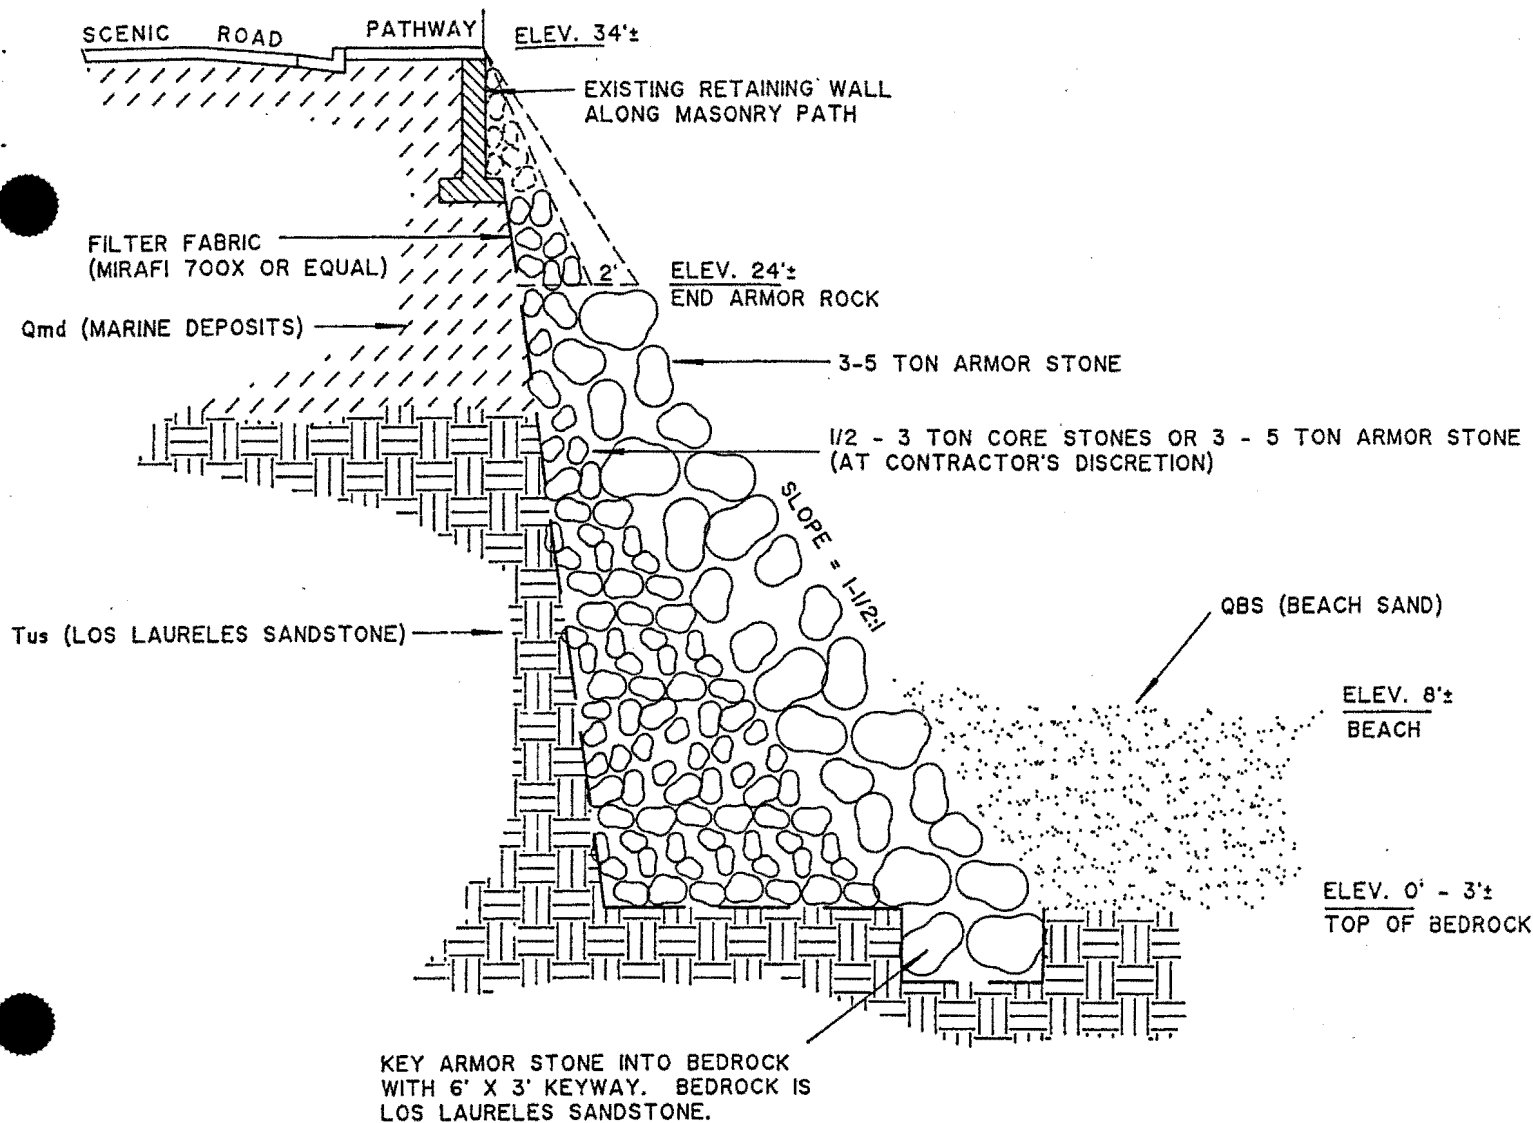 SCENIC ROAD
PATHWAY
ELEV. 34'±
EXISTING RETAINING WALL
ALONG MASONRY PATH
FILTER FABRIC
(MIRAFI 700X OR EQUAL)
2'
ELEV. 24'±
END ARMOR ROCK
Qmd (MARINE DEPOSITS)
3-5 TON ARMOR STONE
1/2 - 3 TON CORE STONES OR 3 - 5 TON ARMOR STONE
(AT CONTRACTOR'S DISCRETION)
SLOPE = 1-1/2:1
QBS (BEACH SAND)
Tus (LOS LAURELES SANDSTONE)
ELEV. 8'±
BEACH
ELEV. 0' - 3'±
TOP OF BEDROCK
KEY ARMOR STONE INTO BEDROCK
WITH 6' X 3' KEYWAY. BEDROCK IS
LOS LAURELES SANDSTONE.